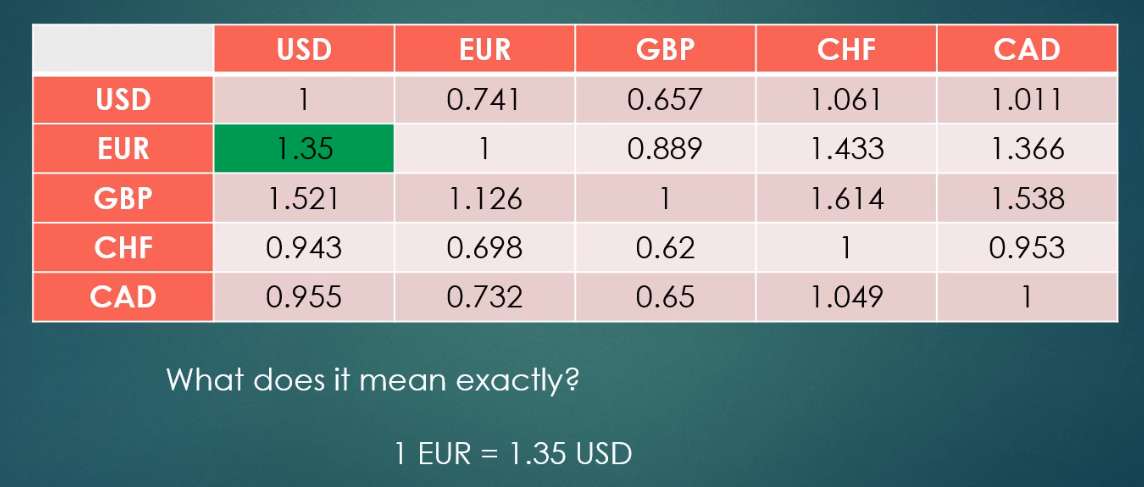 USD EUR GBP CHF CAD
USD 1 0.741 0.657 1.061 1.011
EUR 1.35 1 0.889 1.433 1.366
GBP 1.521 1.126 1 1.614 1.538
CHF 0.943 0.698 0.62 1 0.953
CAD 0.955 0.732 0.65 1.049 1
What does it mean exactly?
1 EUR = 1.35 USD